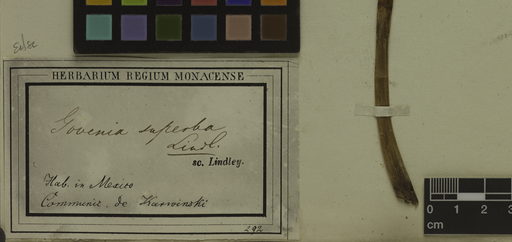 HERBARIUM REGIUM MONACENSE
Govenia superba
Lindl.
sc. Lindley.
Hab. in Mexico
Communic. de Karwinski
292
0 1 2 3
cm